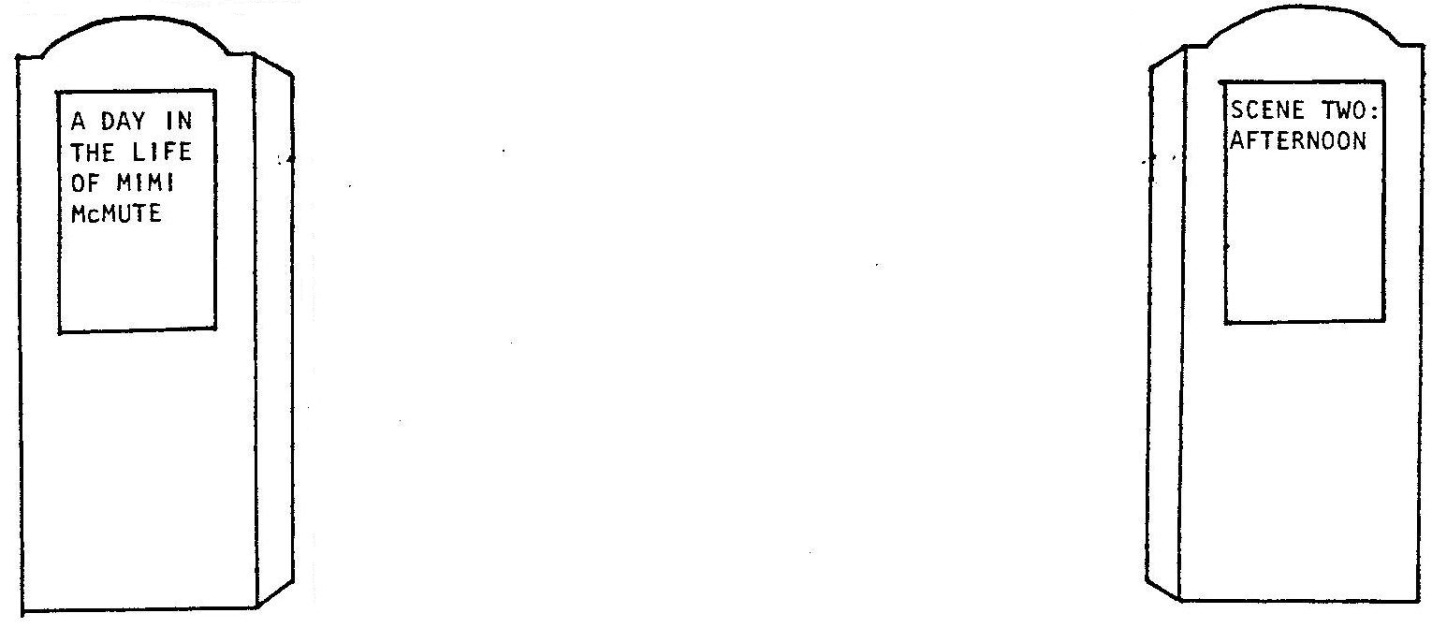 A DAY IN
THE LIFE
OF MIMI
McMUTE
SCENE TWO:
AFTERNOON